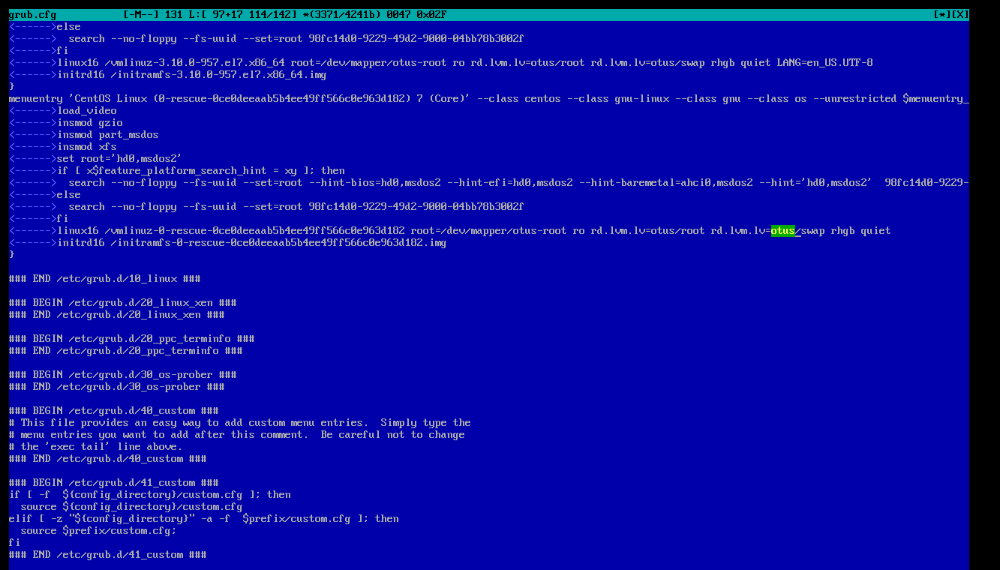 grub.cfg [-M--] 131 L:[ 97+17 114/142] *(3371/4241b) 0047 0x02F [*][X]
<------>else
<------>  search --no-floppy --fs-uuid --set=root 98fc14d0-9229-49d2-9000-04bb78b3002f
<------>fi
<------>linux16 /vmlinuz-3.10.0-957.el7.x86_64 root=/dev/mapper/otus-root ro rd.lvm.lv=otus/root rd.lvm.lv=otus/swap rhgb quiet LANG=en_US.UTF-8
<------>initrd16 /initramfs-3.10.0-957.el7.x86_64.img
}
menuentry 'CentOS Linux (0-rescue-0ce0deeaab5b4ee49ff566c0e963d182) 7 (Core)' --class centos --class gnu-linux --class gnu --class os --unrestricted $menuentry_
<------>load_video
<------>insmod gzio
<------>insmod part_msdos
<------>insmod xfs
<------>set root='hd0,msdos2'
<------>if [ x$feature_platform_search_hint = xy ]; then
<------>  search --no-floppy --fs-uuid --set=root --hint-bios=hd0,msdos2 --hint-efi=hd0,msdos2 --hint-baremetal=ahci0,msdos2 --hint='hd0,msdos2'  98fc14d0-9229-
<------>else
<------>  search --no-floppy --fs-uuid --set=root 98fc14d0-9229-49d2-9000-04bb78b3002f
<------>fi
<------>linux16 /vmlinuz-0-rescue-0ce0deeaab5b4ee49ff566c0e963d182 root=/dev/mapper/otus-root ro rd.lvm.lv=otus/root rd.lvm.lv=otus/swap rhgb quiet
<------>initrd16 /initramfs-0-rescue-0ce0deeaab5b4ee49ff566c0e963d182.img
}
### END /etc/grub.d/10_linux ###
### BEGIN /etc/grub.d/20_linux_xen ###
### END /etc/grub.d/20_linux_xen ###
### BEGIN /etc/grub.d/20_ppc_terminfo ###
### END /etc/grub.d/20_ppc_terminfo ###
### BEGIN /etc/grub.d/30_os-prober ###
### END /etc/grub.d/30_os-prober ###
### BEGIN /etc/grub.d/40_custom ###
# This file provides an easy way to add custom menu entries.  Simply type the
# menu entries you want to add after this comment.  Be careful not to change
# the 'exec tail' line above.
### END /etc/grub.d/40_custom ###
### BEGIN /etc/grub.d/41_custom ###
if [ -f  ${config_directory}/custom.cfg ]; then
  source ${config_directory}/custom.cfg
elif [ -z "${config_directory}" -a -f  $prefix/custom.cfg ]; then
  source $prefix/custom.cfg;
fi
### END /etc/grub.d/41_custom ###